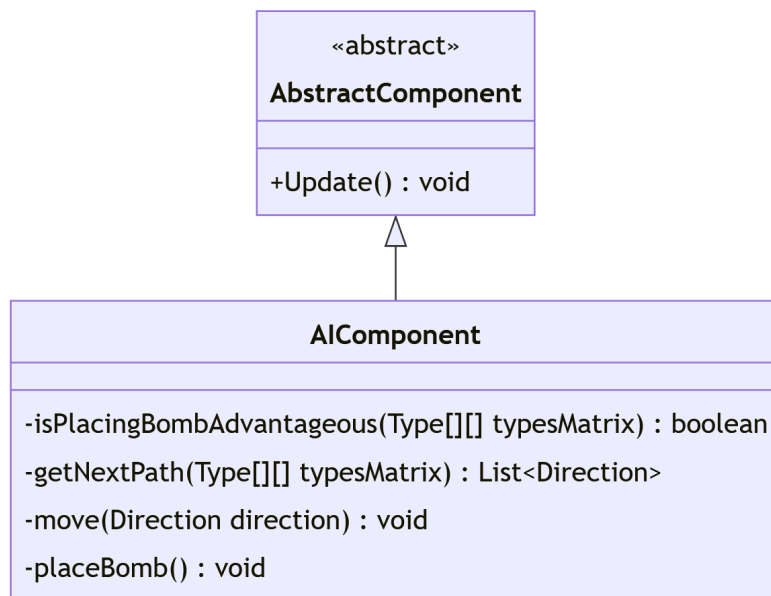 «abstract»
AbstractComponent
+Update() : void
AIComponent
-isPlacingBombAdvantageous(Type[][] typesMatrix) : boolean
-getNextPath(Type[][] typesMatrix) : List<Direction>
-move(Direction direction) : void
-placeBomb() : void